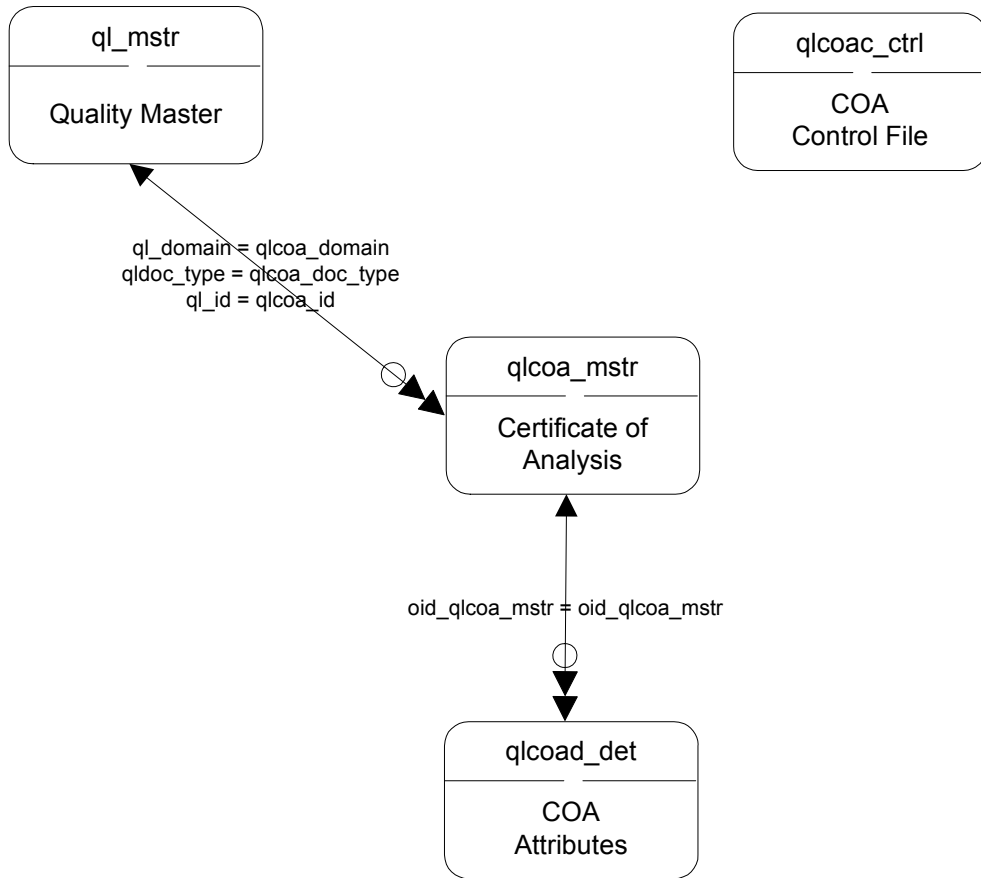 ql_mstr
Quality Master
qlcoac_ctrl
COA
Control File
ql_domain = qlcoa_domain
qldoc_type = qlcoa_doc_type
ql_id = qlcoa_id
qlcoa_mstr
Certificate of
Analysis
oid_qlcoa_mstr = oid_qlcoa_mstr
qlcoad_det
COA
Attributes